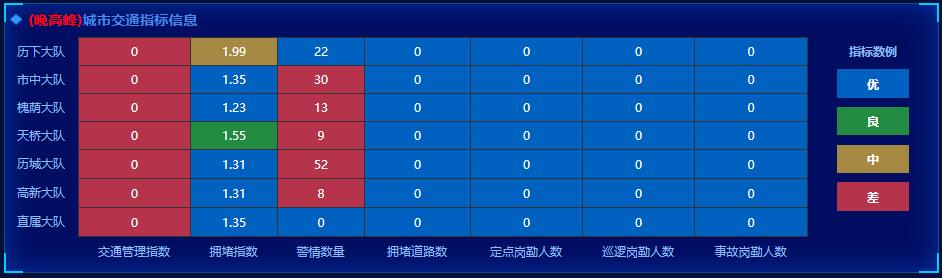 (晚高峰)城市交通指标信息
历下大队 0 1.99 22 0 0 0 0
市中大队 0 1.35 30 0 0 0 0
槐荫大队 0 1.23 13 0 0 0 0
天桥大队 0 1.55 9 0 0 0 0
历城大队 0 1.31 52 0 0 0 0
高新大队 0 1.31 8 0 0 0 0
直属大队 0 1.35 0 0 0 0 0
交通管理指数 拥堵指数 警情数量 拥堵道路数 定点岗勤人数 巡逻岗勤人数 事故岗勤人数
指标数例
优
良
中
差